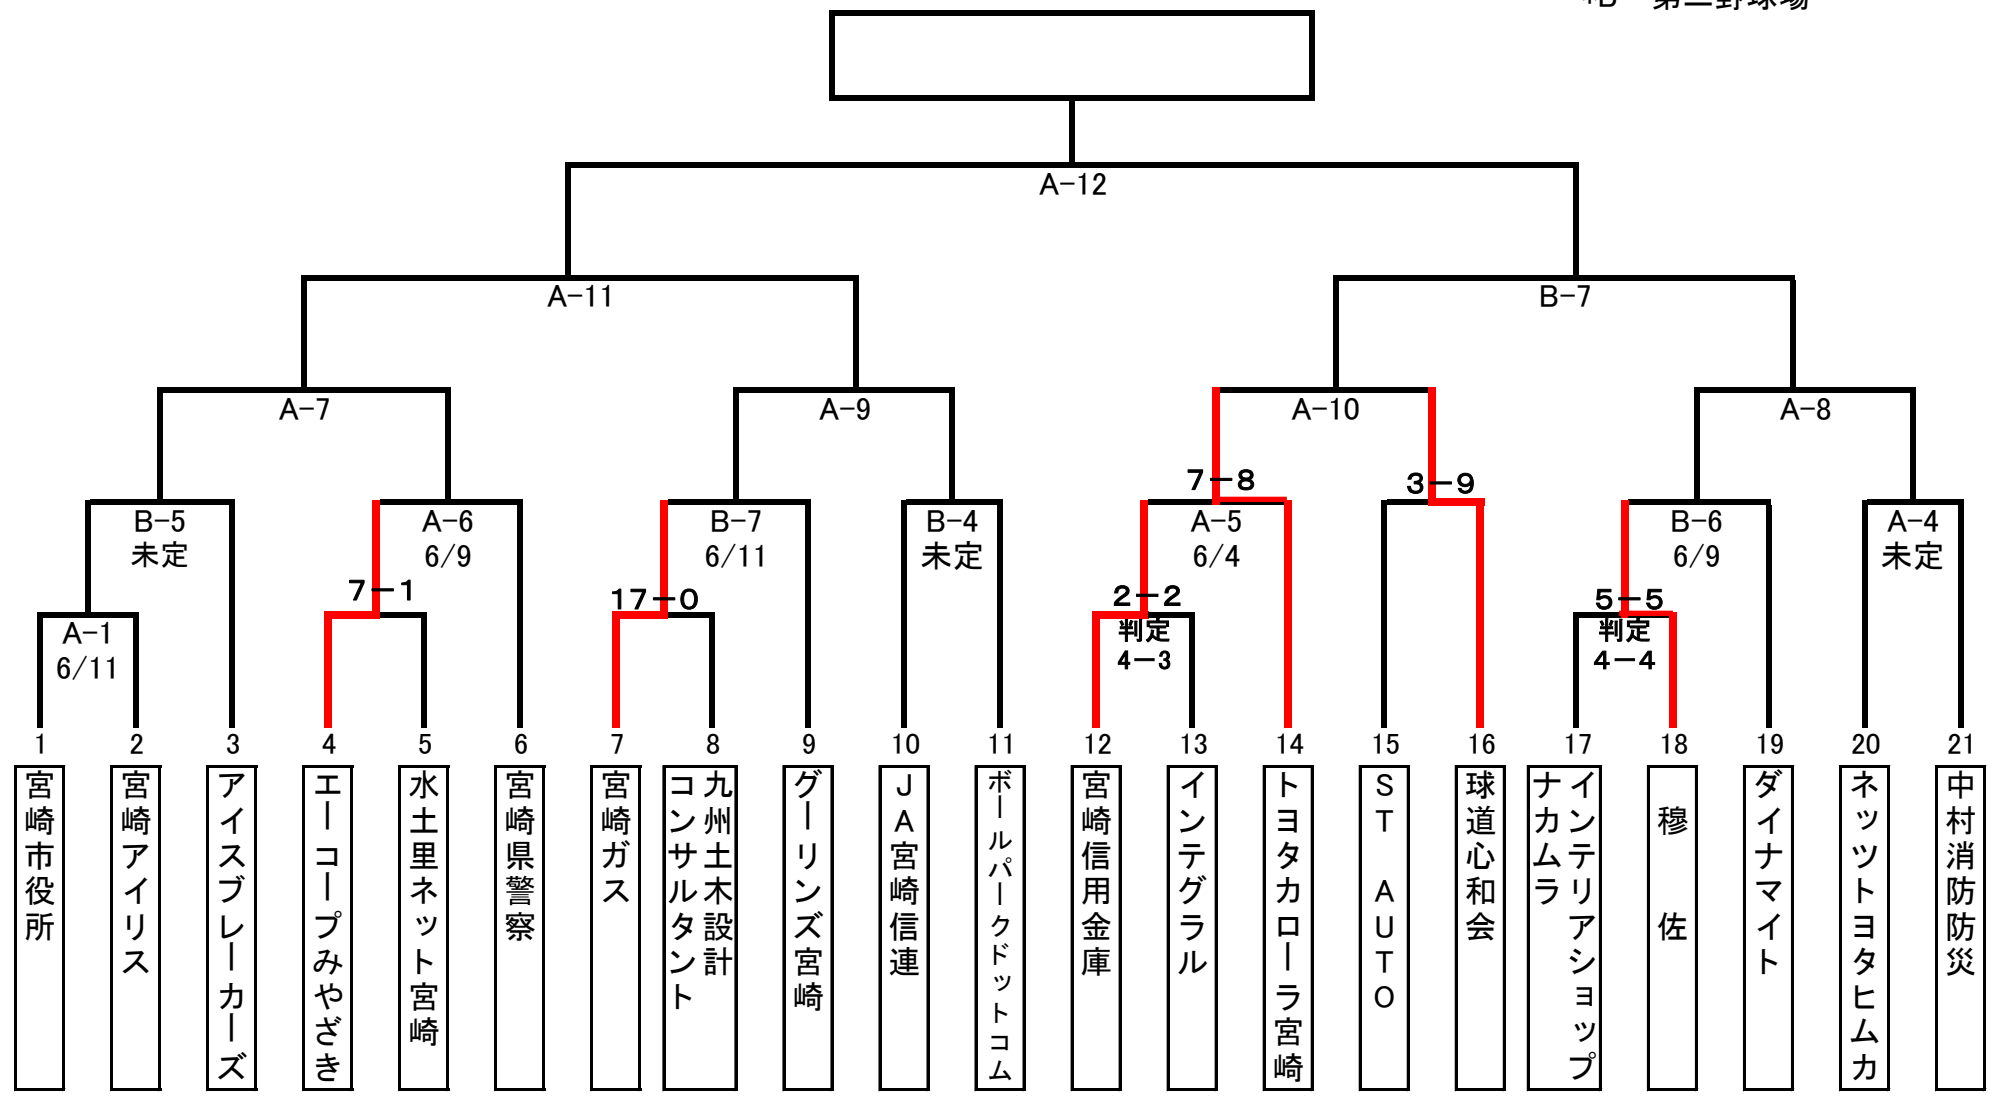 A-12
A-11
B-7
A-7
A-9
A-10
A-8
7-8
3-9
B-5
未定
A-6
6/9
B-7
6/11
B-4
未定
A-5
6/4
B-6
6/9
A-4
未定
7-1
17-0
2-2
判定
4-3
5-5
判定
4-4
A-1
6/11
1
2
3
4
5
6
7
8
9
10
11
12
13
14
15
16
17
18
19
20
21
宮崎市役所
宮崎アイリス
アイスブレーカーズ
エーコープみやざき
水土里ネット宮崎
宮崎県警察
宮崎ガス
九州土木設計
コンサルタント
グーリンズ宮崎
JA宮崎信連
ボールパークドットコム
宮崎信用金庫
インテグラル
トヨタカローラ宮崎
ST AUTO
球道心和会
インテリアショップ
ナカムラ
穆佐
ダイナマイト
ネッツトヨタヒムカ
中村消防防災